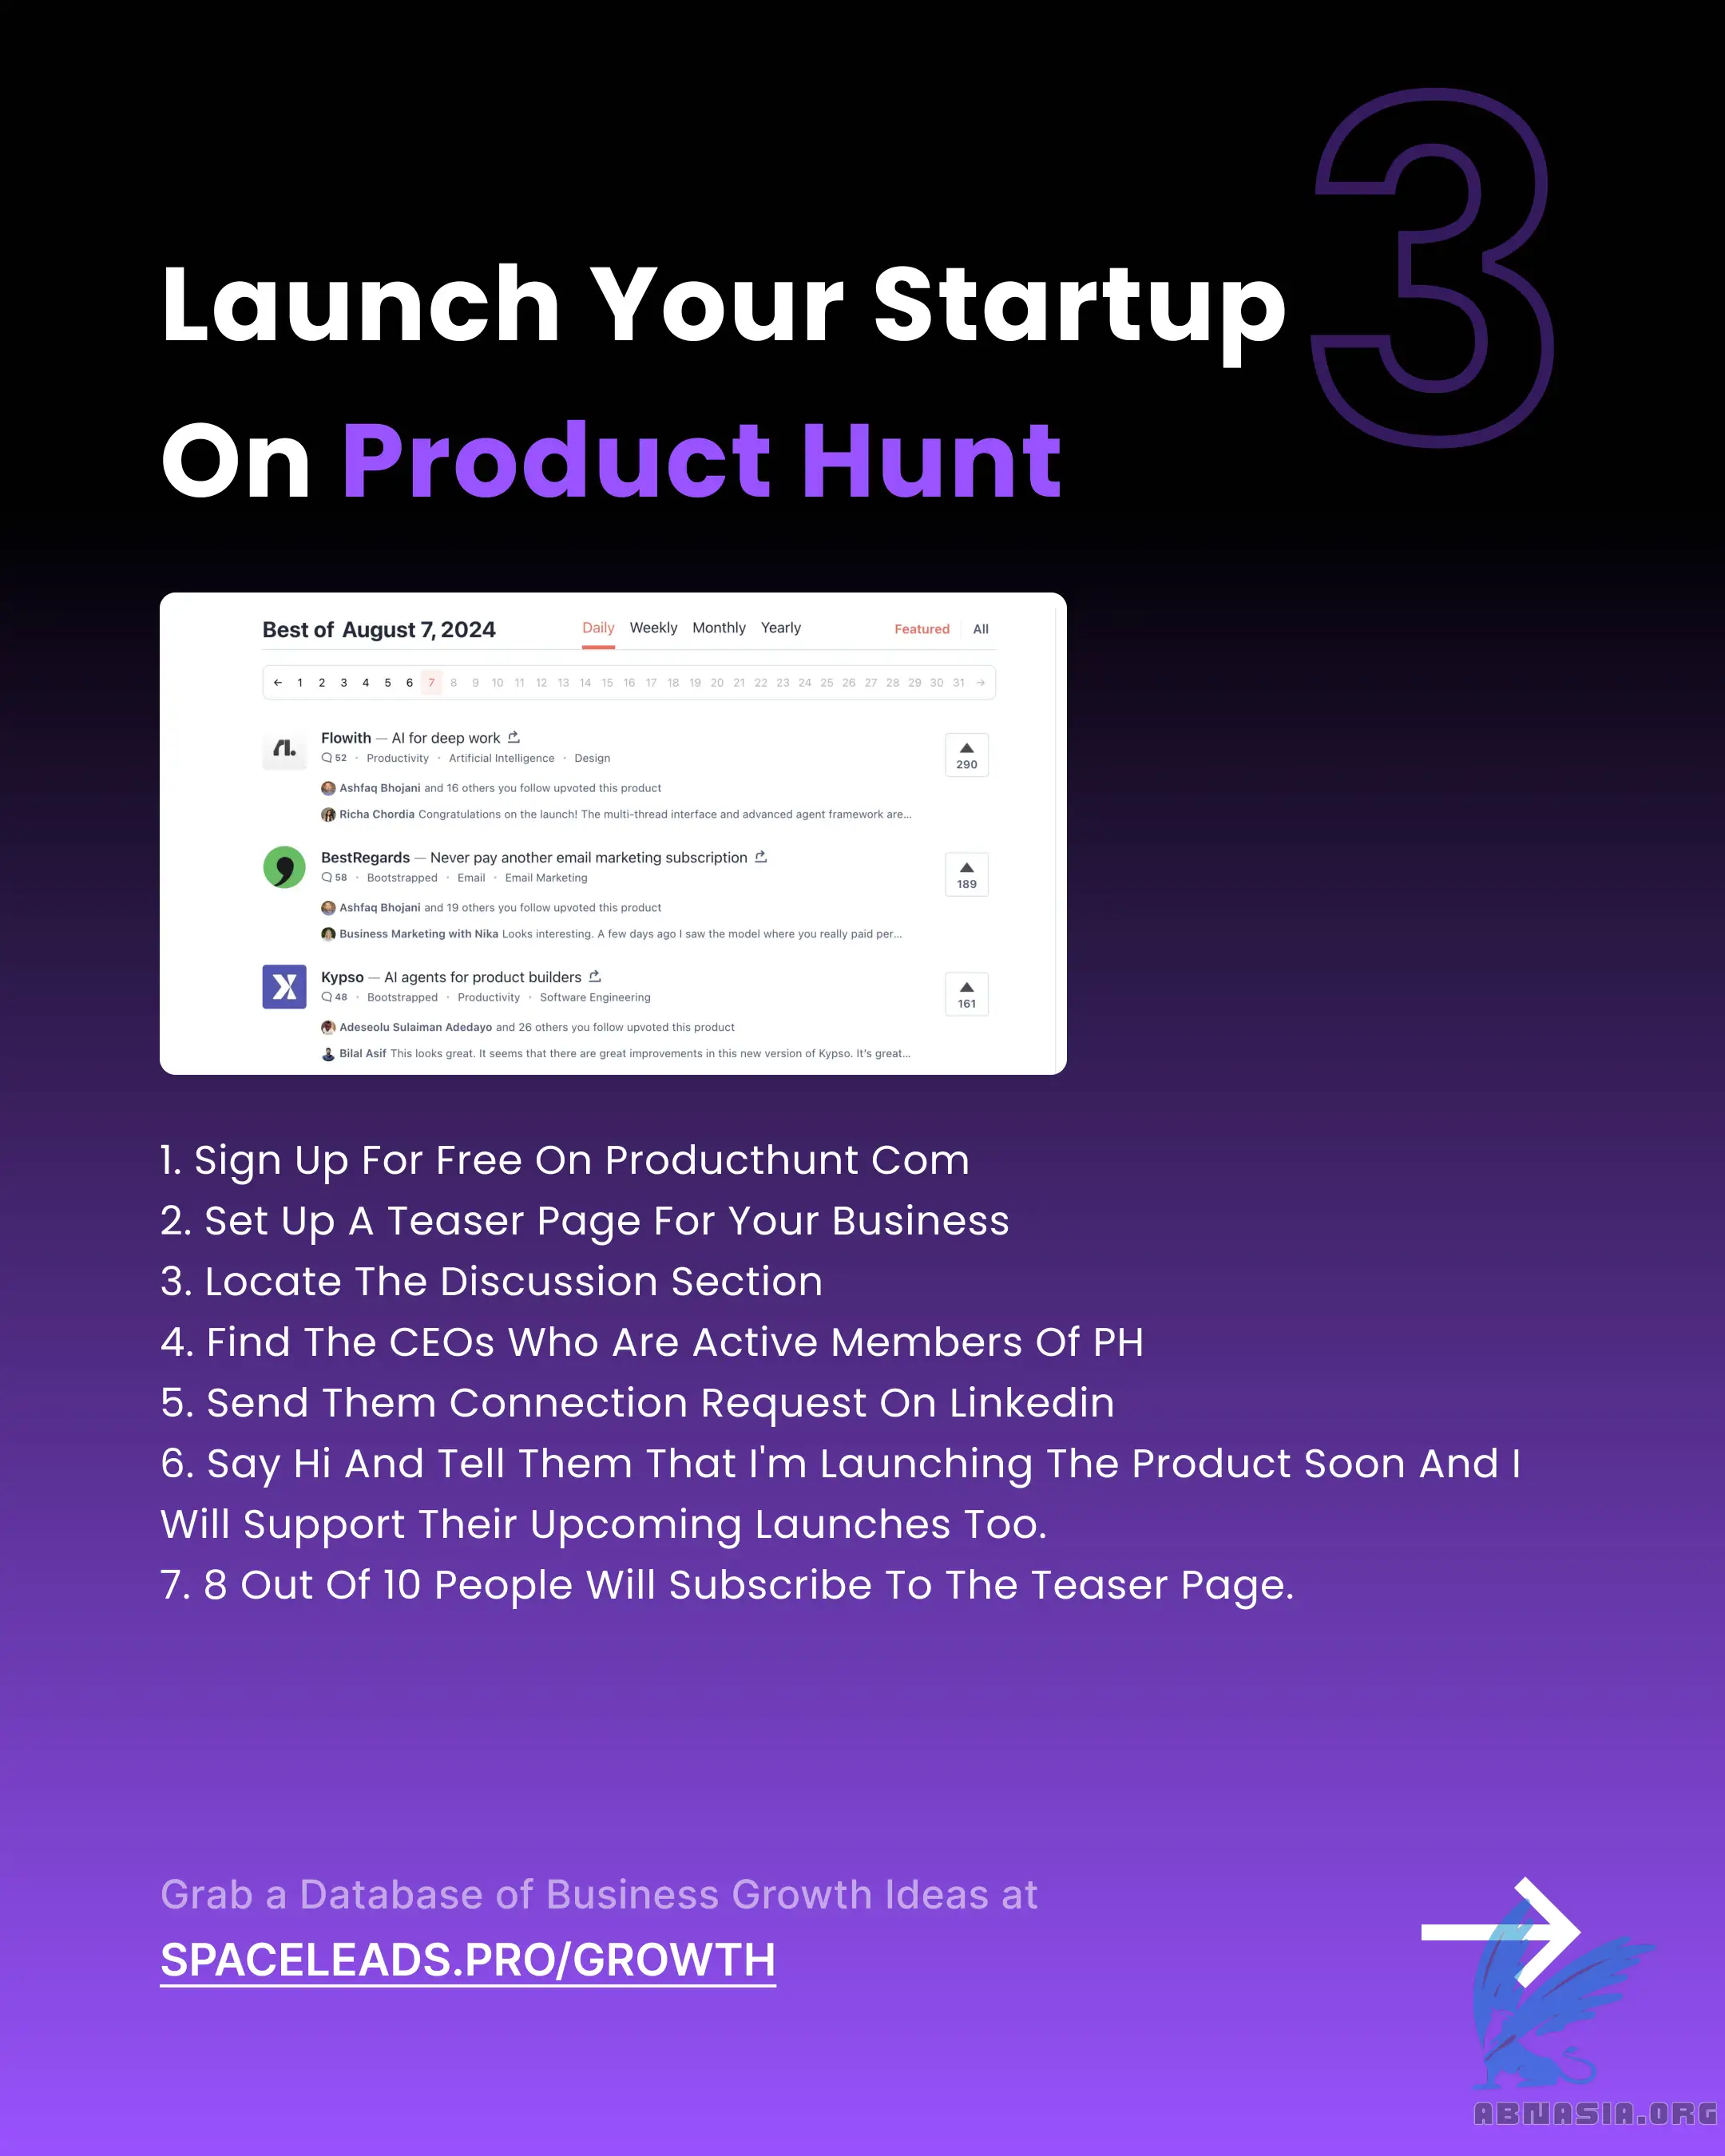 3
Launch Your Startup
On Product Hunt
Best of August 7, 2024
Daily Weekly Monthly Yearly
Featured All
← 1 2 3 4 5 6 7 8 9 10 11 12 13 14 15 16 17 18 19 20 21 22 23 24 25 26 27 28 29 30 31 →
Flowith — AI for deep work
52 • Productivity • Artificial Intelligence • Design
290
Ashfaq Bhojani and 16 others you follow upvoted this product
Richa Chordia Congratulations on the launch! The multi-thread interface and advanced agent framework are...
BestRegards — Never pay another email marketing subscription
58 • Bootstrapped • Email • Email Marketing
189
Ashfaq Bhojani and 19 others you follow upvoted this product
Business Marketing with Nika Looks interesting. A few days ago I saw the model where you really paid per...
Kypso — AI agents for product builders
48 • Bootstrapped • Productivity • Software Engineering
161
Adeseolu Sulaiman Adedayo and 26 others you follow upvoted this product
Bilal Asif This looks great. It seems that there are great improvements in this new version of Kypso. It's great...
1. Sign Up For Free On Producthunt Com
2. Set Up A Teaser Page For Your Business
3. Locate The Discussion Section
4. Find The CEOs Who Are Active Members Of PH
5. Send Them Connection Request On Linkedin
6. Say Hi And Tell Them That I'm Launching The Product Soon And I
Will Support Their Upcoming Launches Too.
7. 8 Out Of 10 People Will Subscribe To The Teaser Page.
Grab a Database of Business Growth Ideas at
SPACELEADS.PRO/GROWTH
ABNASIA.ORG